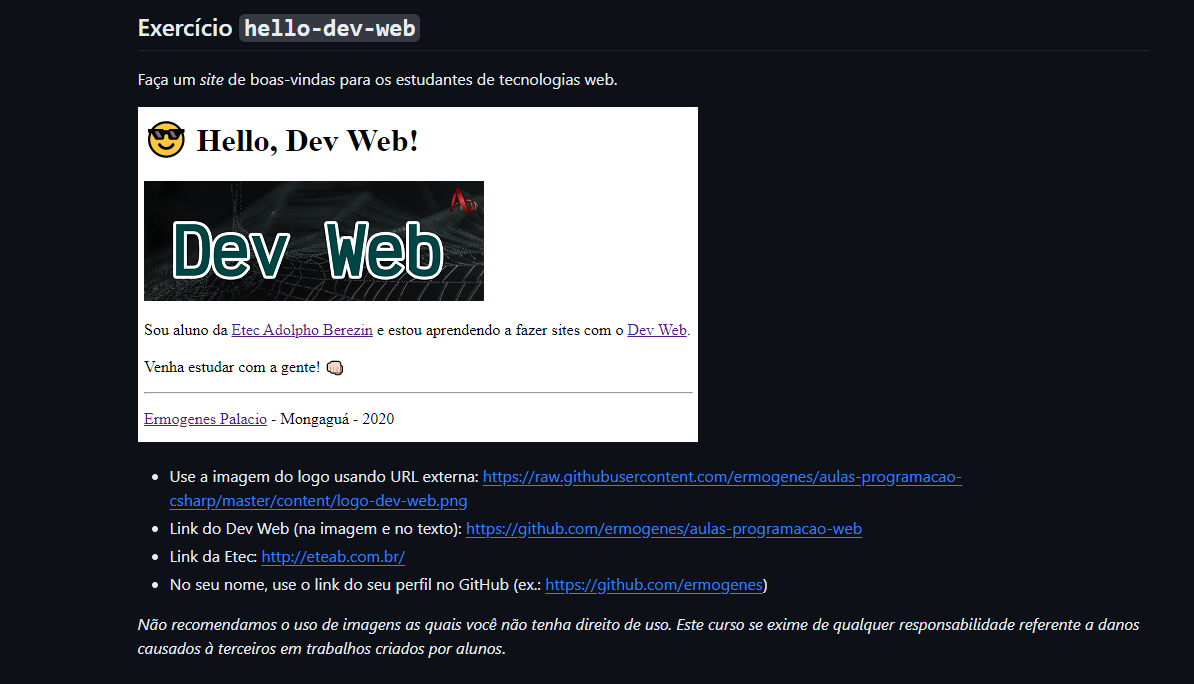 Exercício hello-dev-web
Faça um site de boas-vindas para os estudantes de tecnologias web.
😎 Hello, Dev Web!
Dev Web
Sou aluno da Etec Adolpho Berezin e estou aprendendo a fazer sites com o Dev Web.
Venha estudar com a gente! 👊🏻
Ermogenes Palacio - Mongaguá - 2020
• Use a imagem do logo usando URL externa: https://raw.githubusercontent.com/ermogenes/aulas-programacao-
csharp/master/content/logo-dev-web.png
• Link do Dev Web (na imagem e no texto): https://github.com/ermogenes/aulas-programacao-web
• Link da Etec: http://eteab.com.br/
• No seu nome, use o link do seu perfil no GitHub (ex.: https://github.com/ermogenes)
Não recomendamos o uso de imagens as quais você não tenha direito de uso. Este curso se exime de qualquer responsabilidade referente a danos
causados à terceiros em trabalhos criados por alunos.